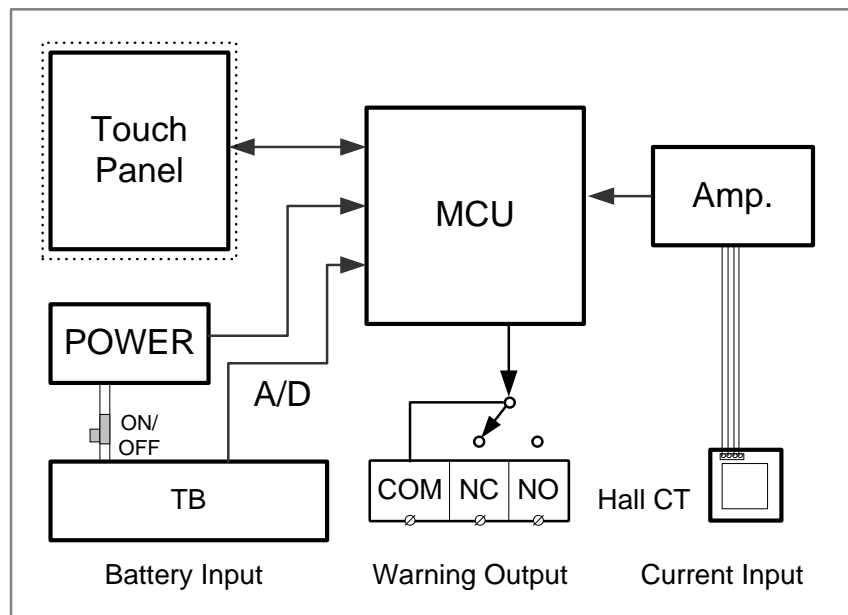 Touch
Panel
MCU
Amp.
POWER
A/D
ON/
OFF
TB
COM NC NO
Hall CT
Battery Input
Warning Output
Current Input